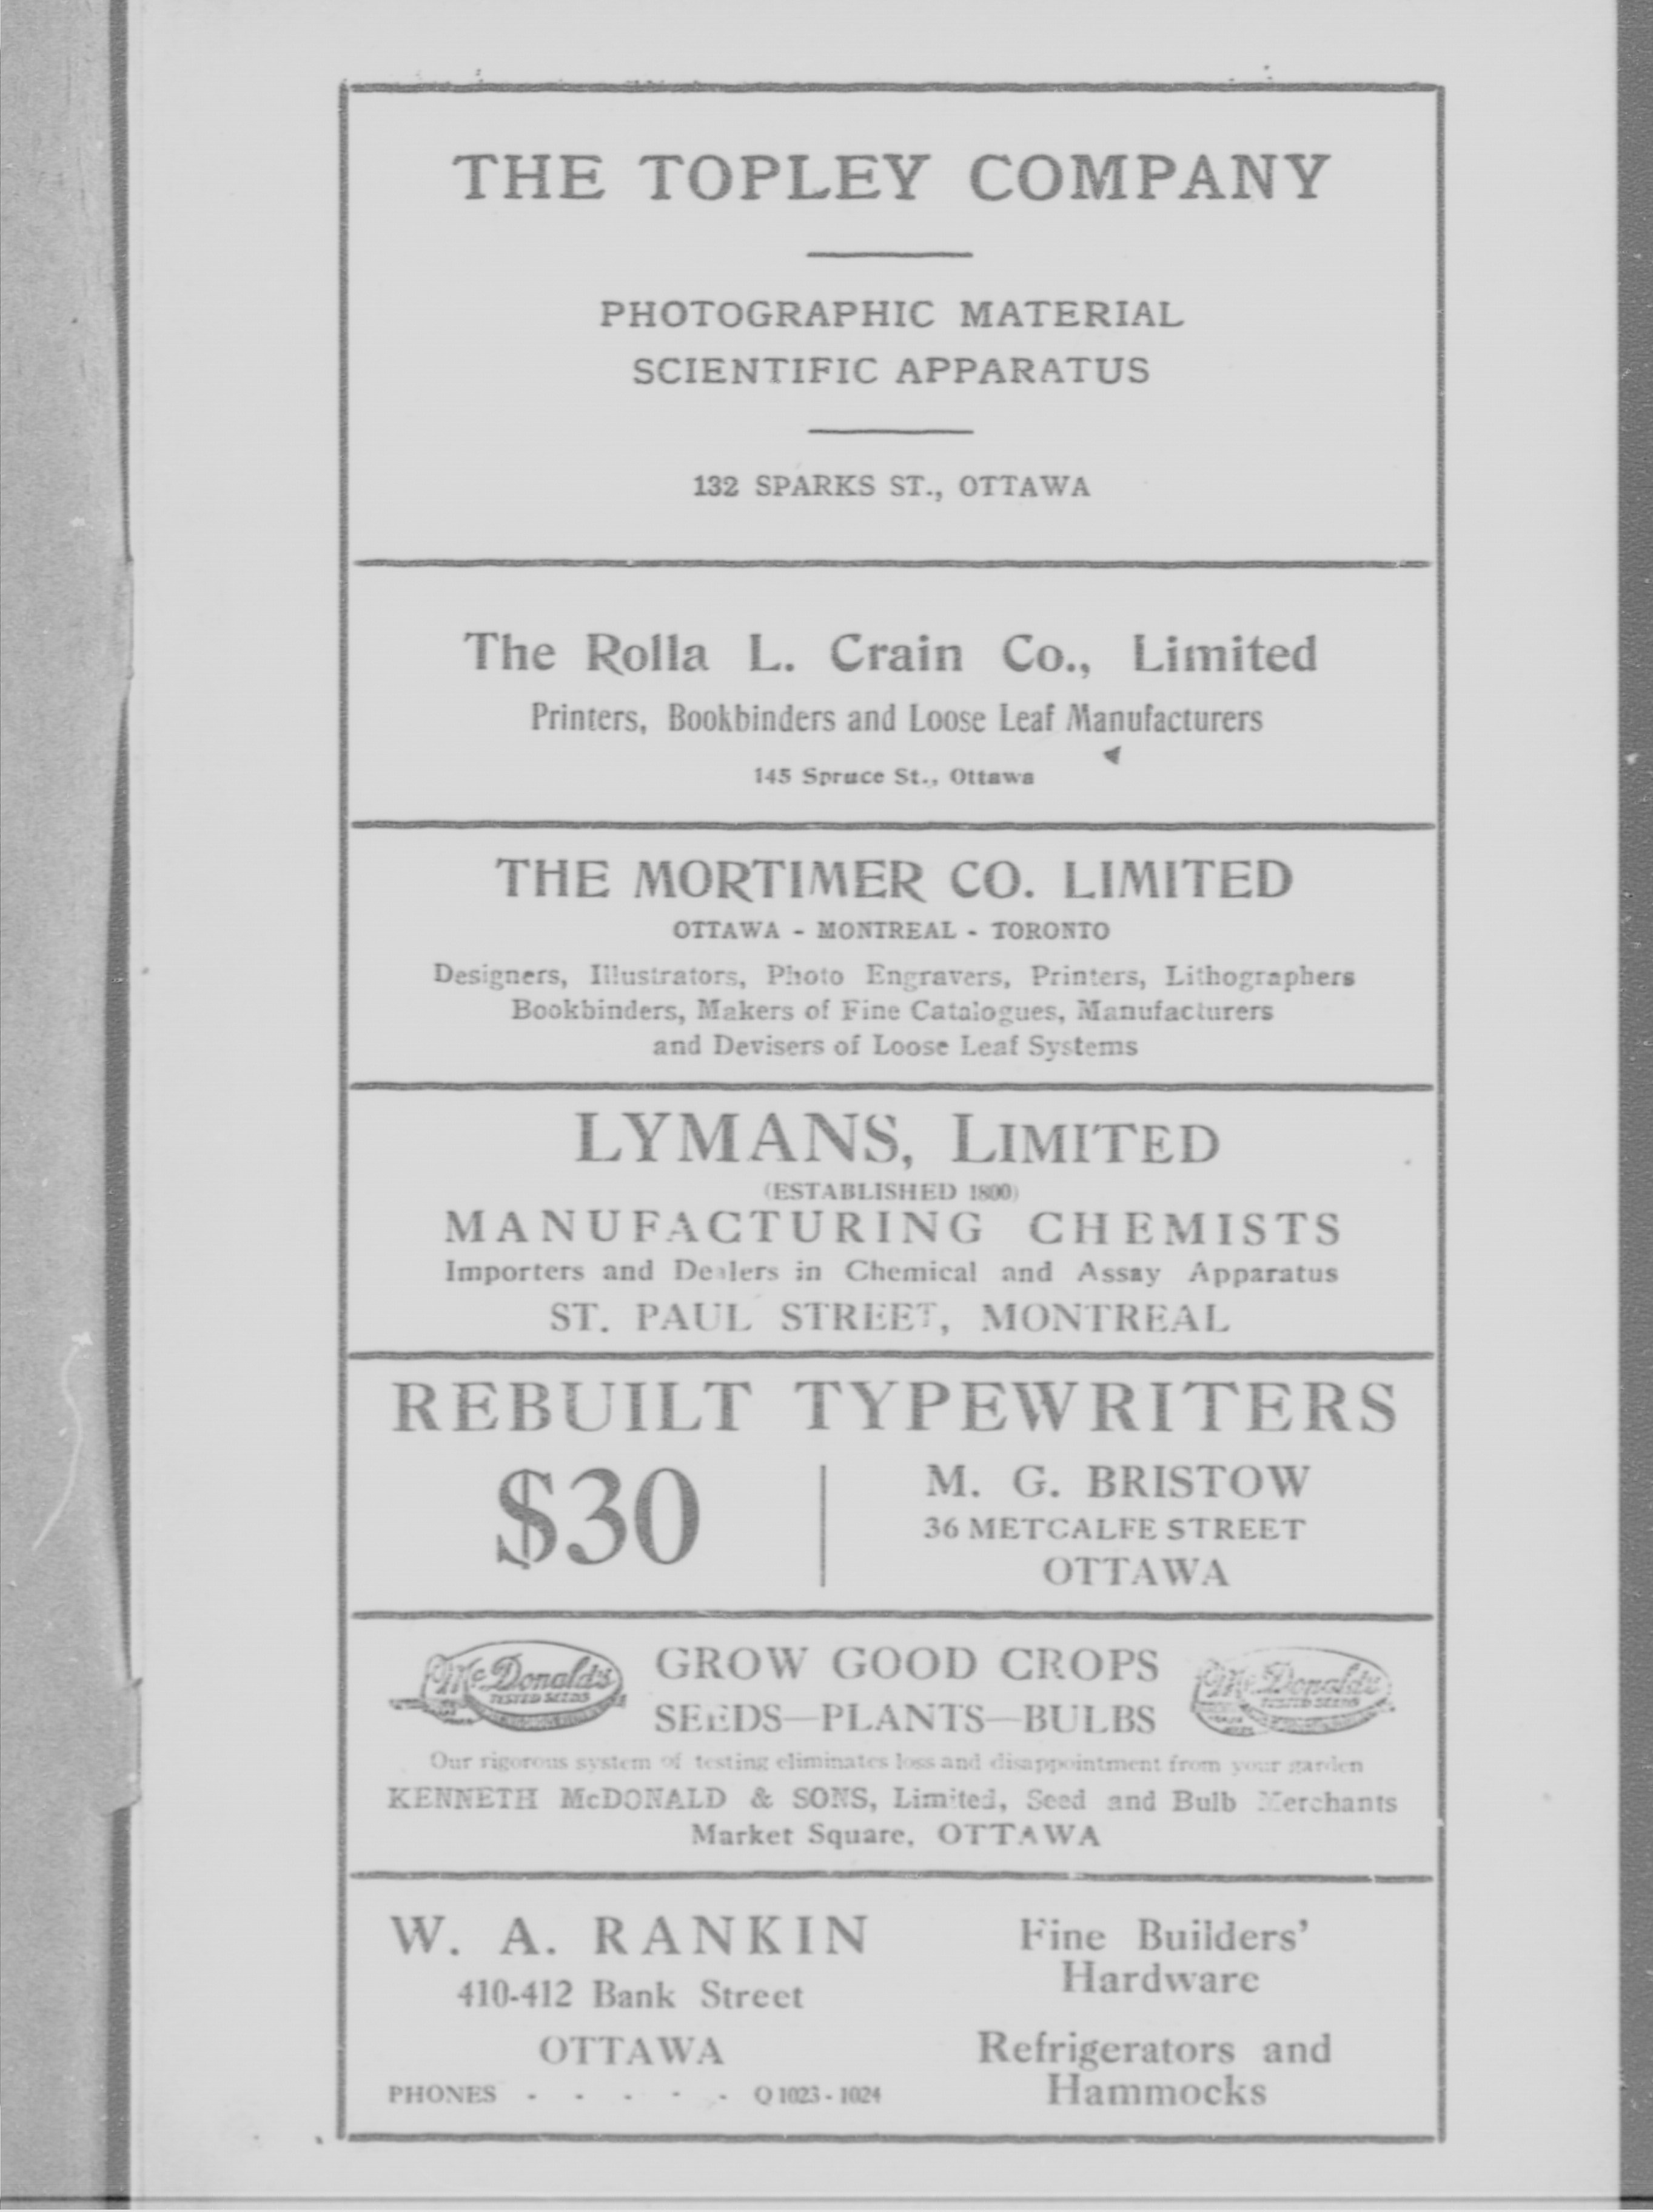 THE TOPLEY COMPANY
PHOTOGRAPHIC MATERIAL
SCIENTIFIC APPARATUS
132 SPARKS ST., OTTAWA
The Rolla L. Crain Co., Limited
Printers, Bookbinders and Loose Leaf Manufacturers
145 Spruce St., Ottawa
THE MORTIMER CO. LIMITED
OTTAWA - MONTREAL - TORONTO
Designers, Illustrators, Photo Engravers, Printers, Lithographers
Bookbinders, Makers of Fine Catalogues, Manufacturers
and Devisers of Loose Leaf Systems
LYMANS, LIMITED
(ESTABLISHED 1800)
MANUFACTURING CHEMISTS
Importers and Dealers in Chemical and Assay Apparatus
ST. PAUL STREET, MONTREAL
REBUILT TYPEWRITERS
$30
M. G. BRISTOW
36 METCALFE STREET
OTTAWA
McDonald's
TESTED SEEDS
GROW GOOD CROPS
SEEDS—PLANTS—BULBS
McDonald's
TESTED SEEDS
Our rigorous system of testing eliminates loss and disappointment from your garden
KENNETH McDONALD & SONS, Limited, Seed and Bulb Merchants
Market Square, OTTAWA
W. A. RANKIN
410-412 Bank Street
OTTAWA
PHONES - - - - - Q 1023 - 1024
Fine Builders'
Hardware
Refrigerators and
Hammocks